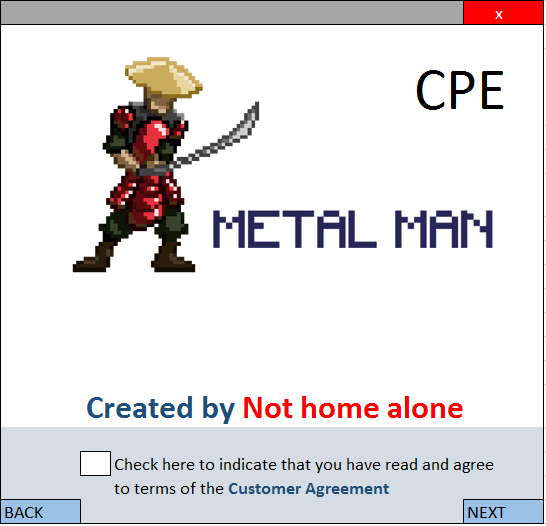 x
CPE
METAL MAN
Created by Not home alone
Check here to indicate that you have read and agree
to terms of the Customer Agreement
BACK
NEXT